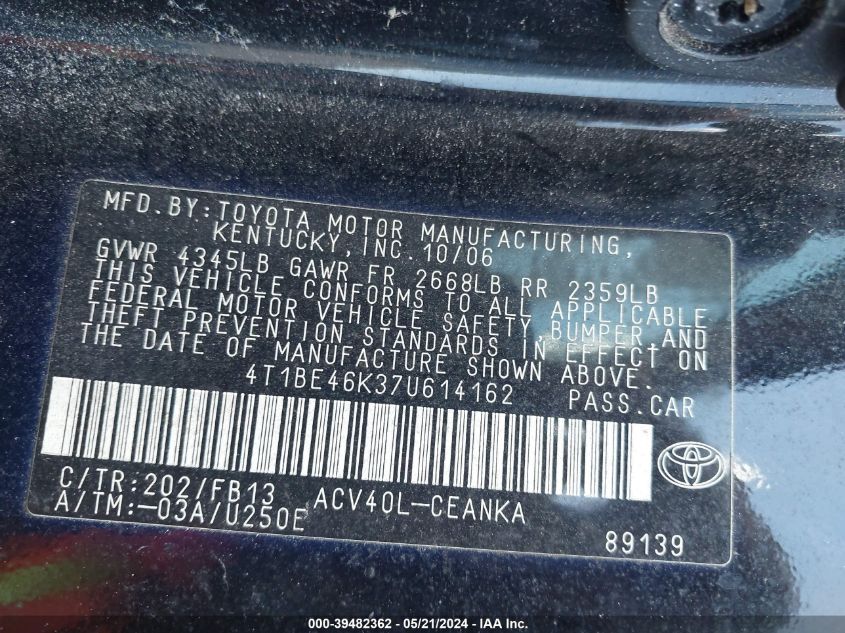 MFD.BY:TOYOTA MOTOR MANUFACTURING,
KENTUCKY,INC.10/06
GVWR 4345LB GAWR FR 2668LB RR 2359LB
THIS VEHICLE CONFORMS TO ALL APPLICABLE
FEDERAL MOTOR VEHICLE SAFETY,BUMPER,AND
THEFT PREVENTION STANDARDS IN EFFECT ON
THE DATE OF MANUFACTURE SHOWN ABOVE.
4T1BE46K37U614162 PASS.CAR
C/TR:202/FB13 ACV40L-CEANKA
A/TM:-03A/U250E
89139
000-39482362 - 05/21/2024 - IAA Inc.